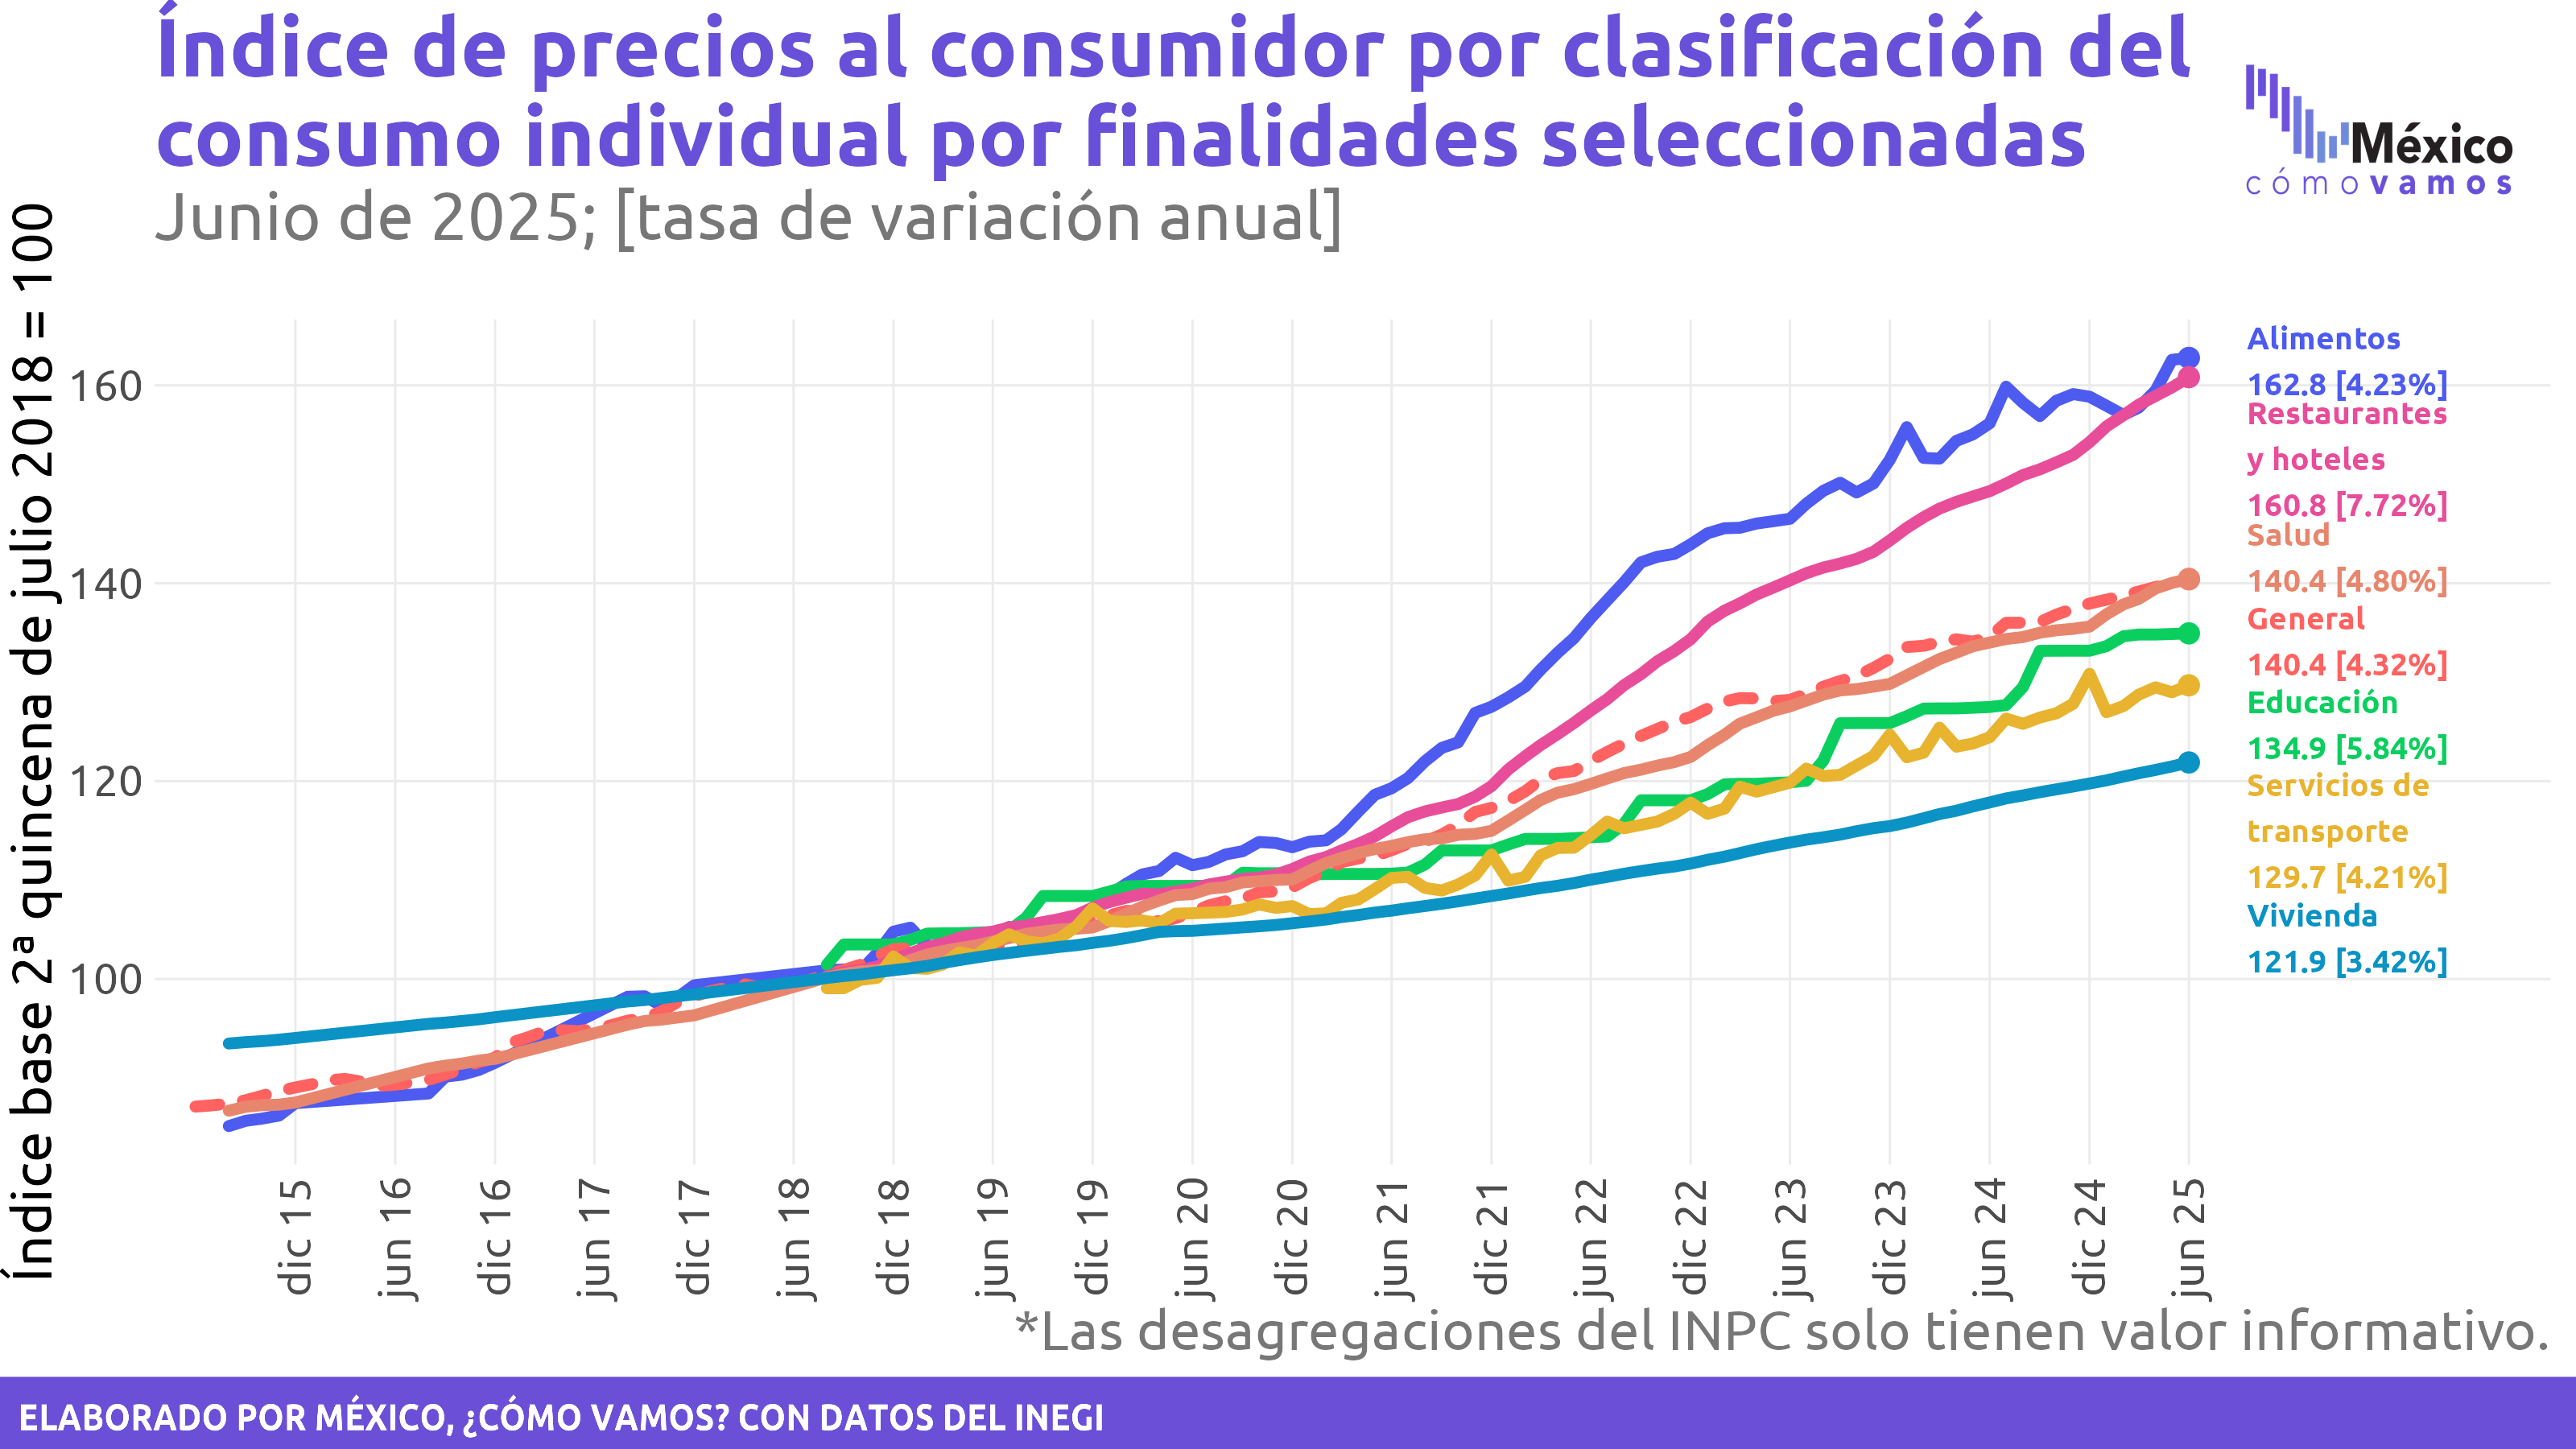 Índice de precios al consumidor por clasificación del
consumo individual por finalidades seleccionadas
Junio de 2025; [tasa de variación anual]
México
cómovamos
Índice base 2ª quincena de julio 2018 = 100
160
140
120
100
Alimentos
162.8 [4.23%]
Restaurantes
y hoteles
160.8 [7.72%]
Salud
140.4 [4.80%]
General
140.4 [4.32%]
Educación
134.9 [5.84%]
Servicios de
transporte
129.7 [4.21%]
Vivienda
121.9 [3.42%]
dic 15
jun 16
dic 16
jun 17
dic 17
jun 18
dic 18
jun 19
dic 19
jun 20
dic 20
jun 21
dic 21
jun 22
dic 22
jun 23
dic 23
jun 24
dic 24
jun 25
*Las desagregaciones del INPC solo tienen valor informativo.
ELABORADO POR MÉXICO, ¿CÓMO VAMOS? CON DATOS DEL INEGI